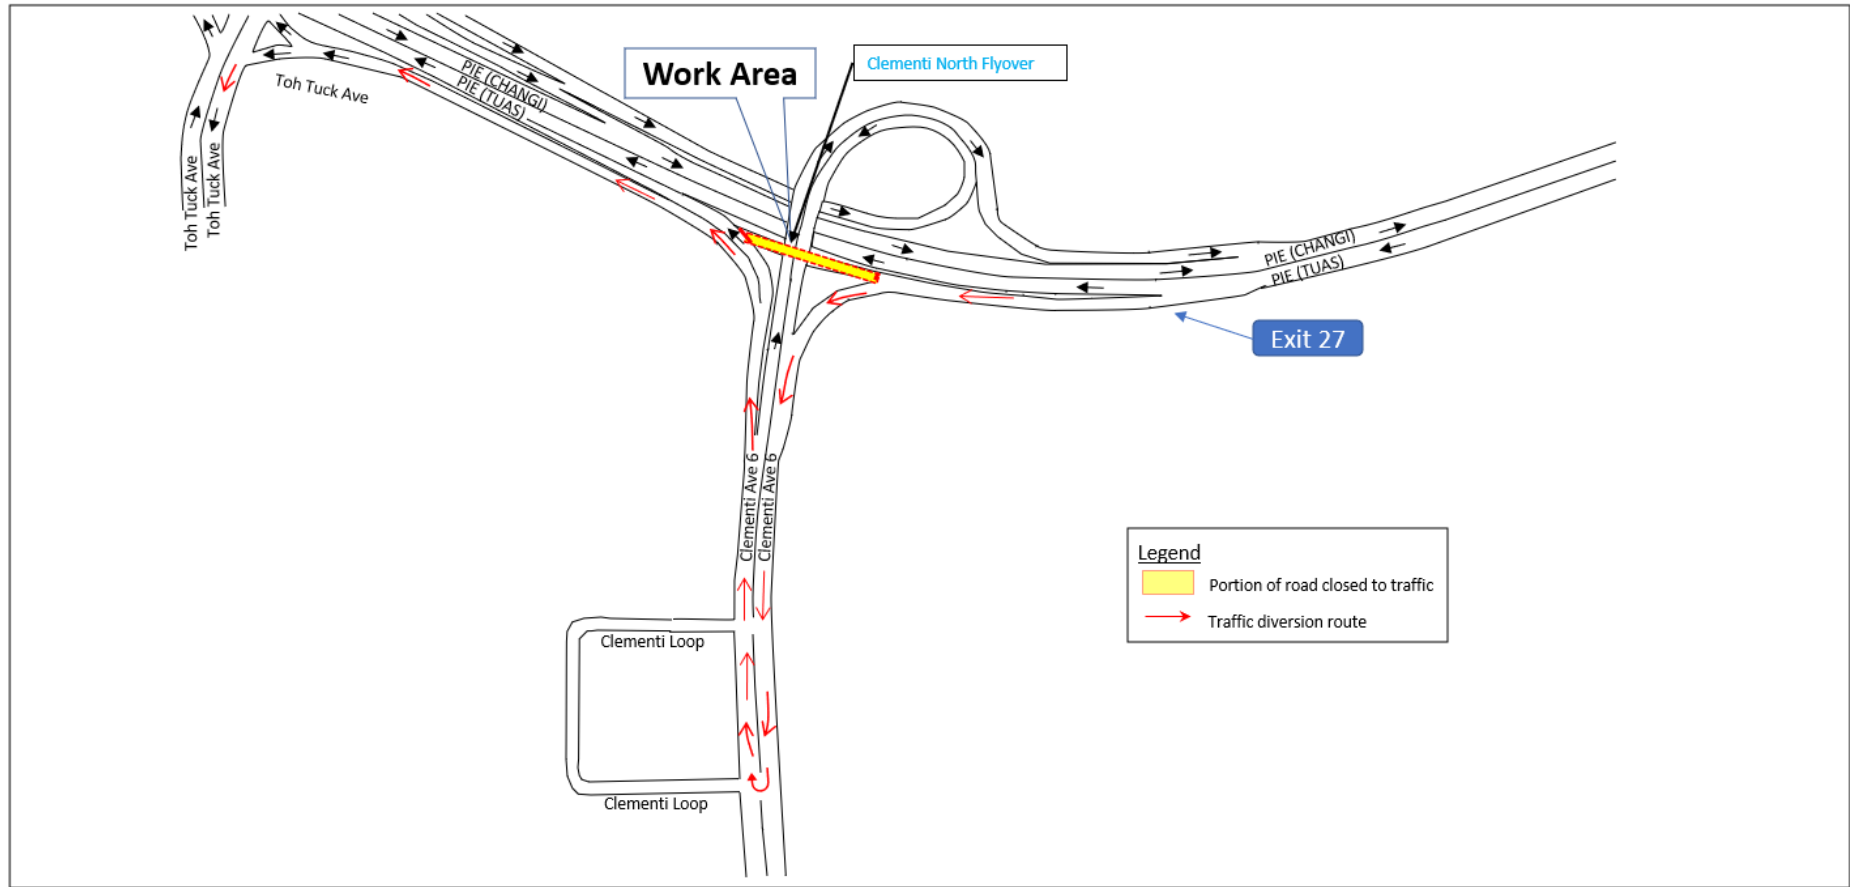 Toh Tuck Ave
Toh Tuck Ave
Toh Tuck Ave
PIE (CHANGI)
PIE (TUAS)
Work Area
Clementi North Flyover
PIE (CHANGI)
PIE (TUAS)
Exit 27
Clementi Ave 6
Clementi Ave 6
Clementi Loop
Clementi Loop
Legend
Portion of road closed to traffic
Traffic diversion route